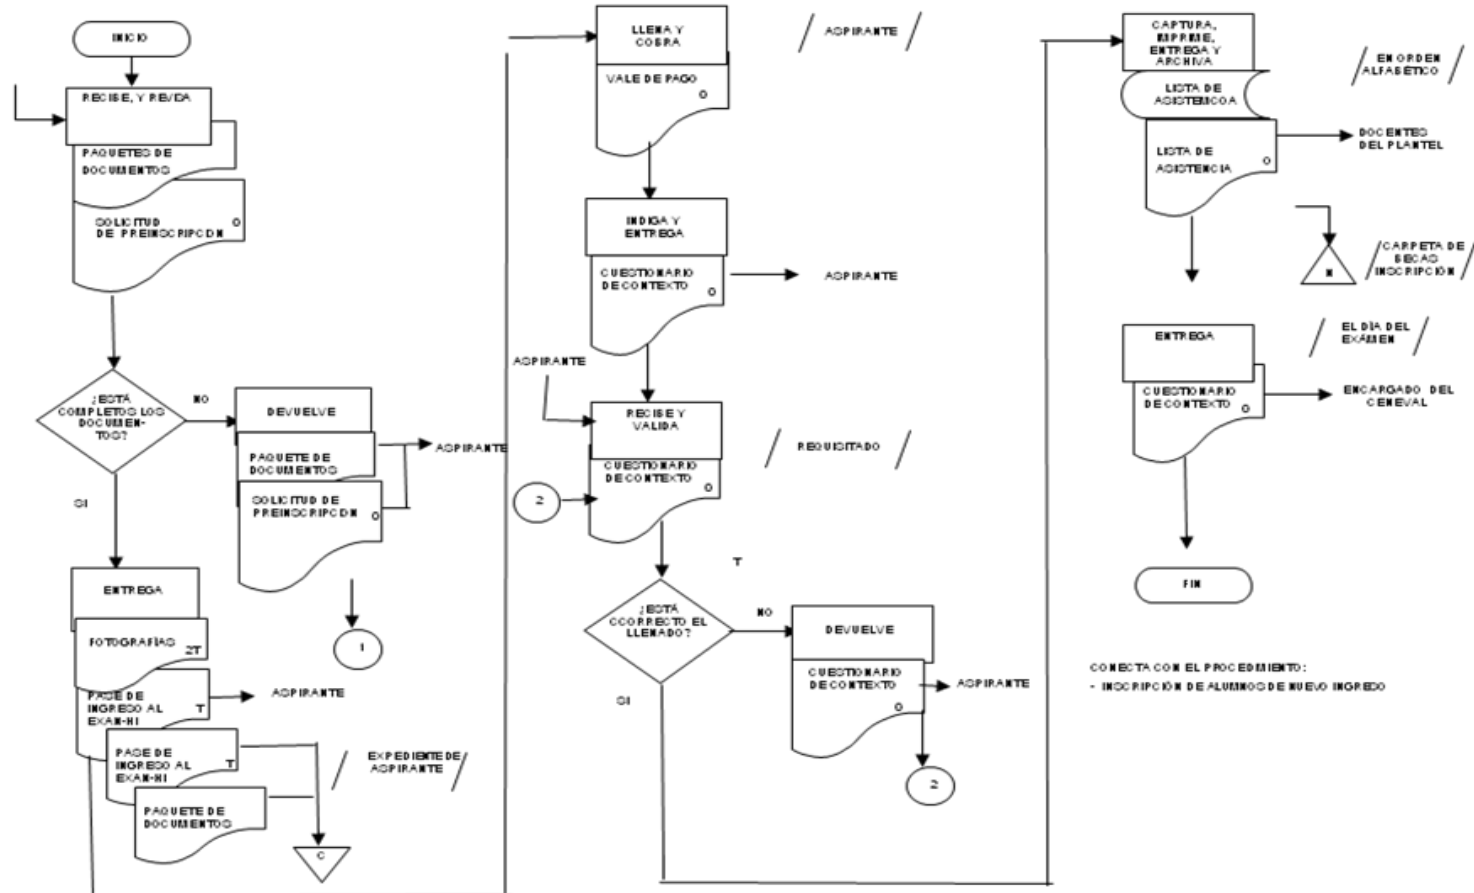 INICIO
RECIBE, Y REVIDA
PAQUETES DE
DOCUMENTOS
SOLICITUD
DE PREINSCRIPCON
O
¿ESTÁ
COMPLETOS LOS
DOCUMEN-
TOS?
NO
SI
DEVUELVE
PAQUETE DE
DOCUMENTOS
SOLICITUD DE
PREINSCRIPCON
O
ASPIRANTE
1
ENTREGA
FOTOGRAFÍAS
2T
PASE DE
INGRESO AL
EXAN-HI
T
ASPIRANTE
PASE DE
INGRESO AL
EXAN-HI
T
PAQUETE DE
DOCUMENTOS
EXPEDIENTE DE
ASPIRANTE
C
LLENA Y
COBRA
ASPIRANTE
VALE DE PAGO
O
INDIGA Y
ENTREGA
CUESTIONARIO
DE CONTEXTO
O
ASPIRANTE
ASPIRANTE
RECIBE Y
VALIDA
REQUISITADO
CUESTIONARIO
DE CONTEXTO
O
2
T
¿ESTÁ
CCORRECTO EL
LLENADO?
NO
SI
DEVUELVE
CUESTIONARIO
DE CONTEXTO
O
ASPIRANTE
2
CAPTURA,
IMPRIME,
ENTREGA Y
ARCHIVA
EN ORDEN
ALFABÉTICO
LISTA DE
ASISTEMCOA
LISTA DE
ASISTENCIA
O
DOCENTES
DEL PLANTEL
N
CARPETA DE
BECAS
INSCRIPCIÓN
ENTREGA
EL DÍA DEL
EXÁMEN
CUESTIONARIO
DE CONTEXTO
O
ENCARGADO DEL
CENEVAL
FIN
CONECTA CON EL PROCEDIMIENTO:
- INSCRIPCIÓN DE ALUMNOS DE NUEVO INGRESO